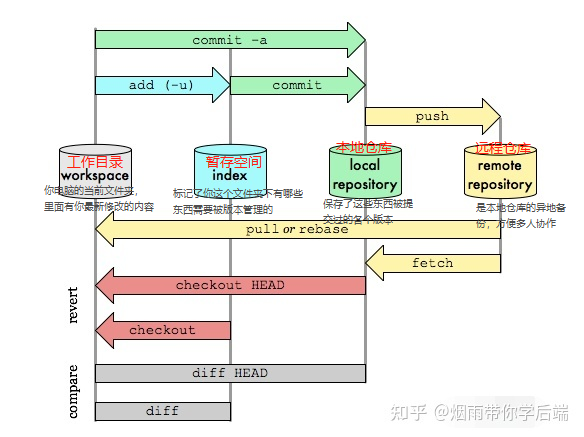 commit -a
add (-u)
commit
push
工作目录
workspace
暂存空间
index
本地仓库
local
repository
远程仓库
remote
repository
你电脑的当前文件夹，
里面有你最新修改的内容
标记了你这个文件夹下有哪些
东西需要被版本管理的
保存了这些东西被提
交过的各个版本
是本地仓库的异地备
份，方便多人协作
pull or rebase
fetch
revert
checkout HEAD
checkout
compare
diff HEAD
diff
知乎 @烟雨带你学后端